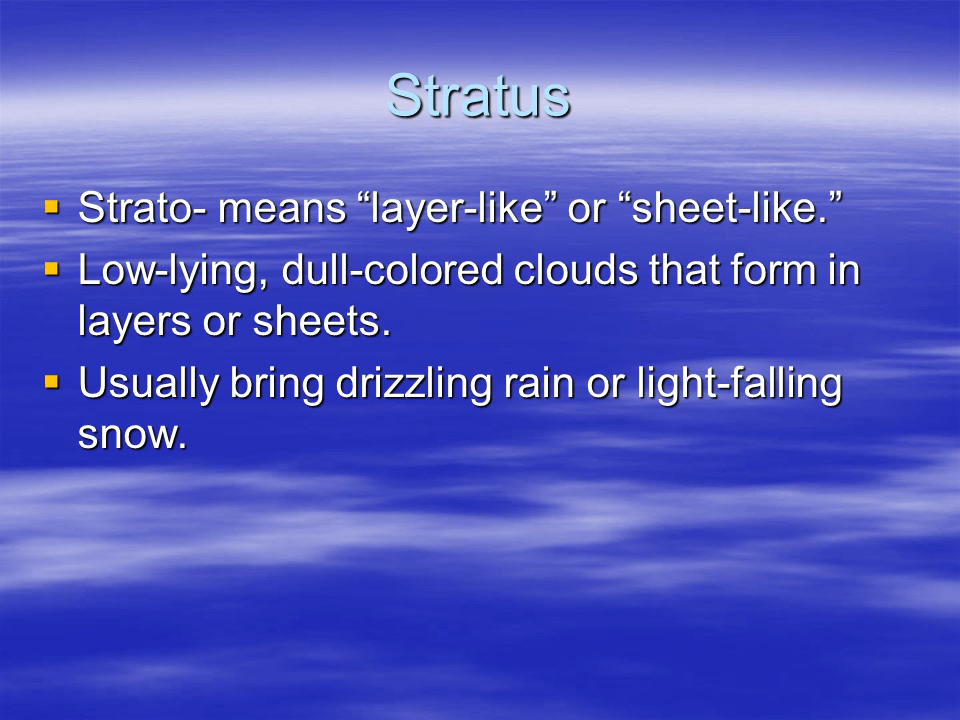 Stratus
▪ Strato- means “layer-like” or “sheet-like.”
▪ Low-lying, dull-colored clouds that form in
layers or sheets.
▪ Usually bring drizzling rain or light-falling
snow.